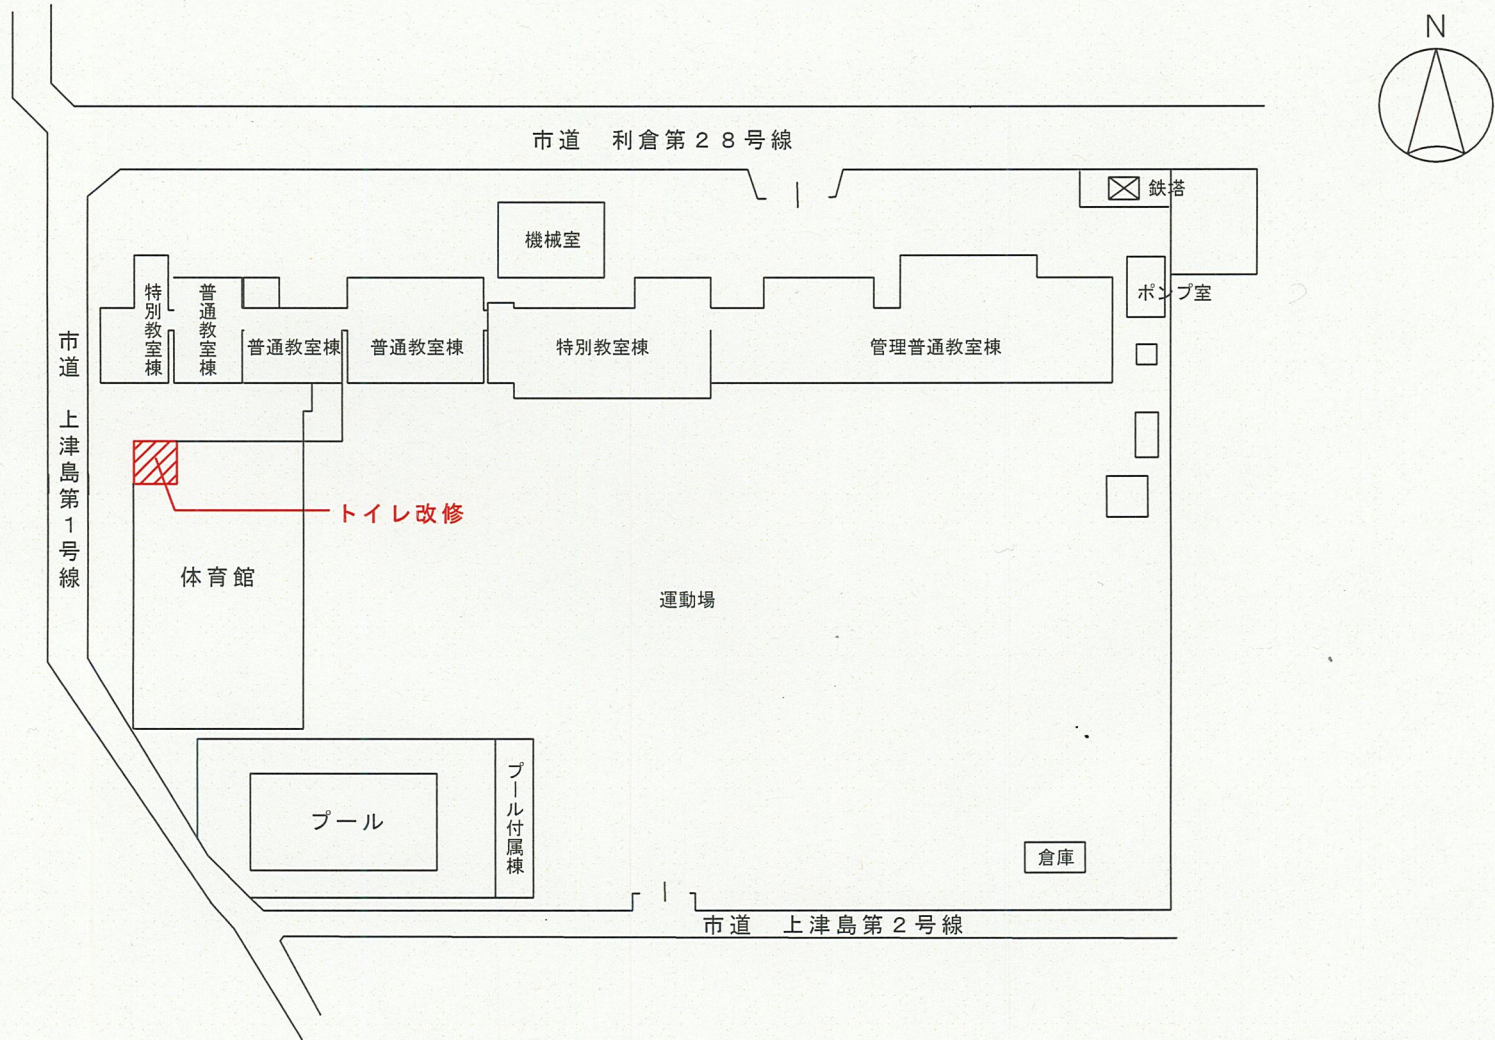 N
市道　利倉第２８号線
鉄塔
機械室
ポンプ室
特別教室棟
普通教室棟
普通教室棟
普通教室棟
特別教室棟
管理普通教室棟
市道　上津島第１号線
トイレ改修
体育館
運動場
プール
プール付属棟
倉庫
市道　上津島第２号線